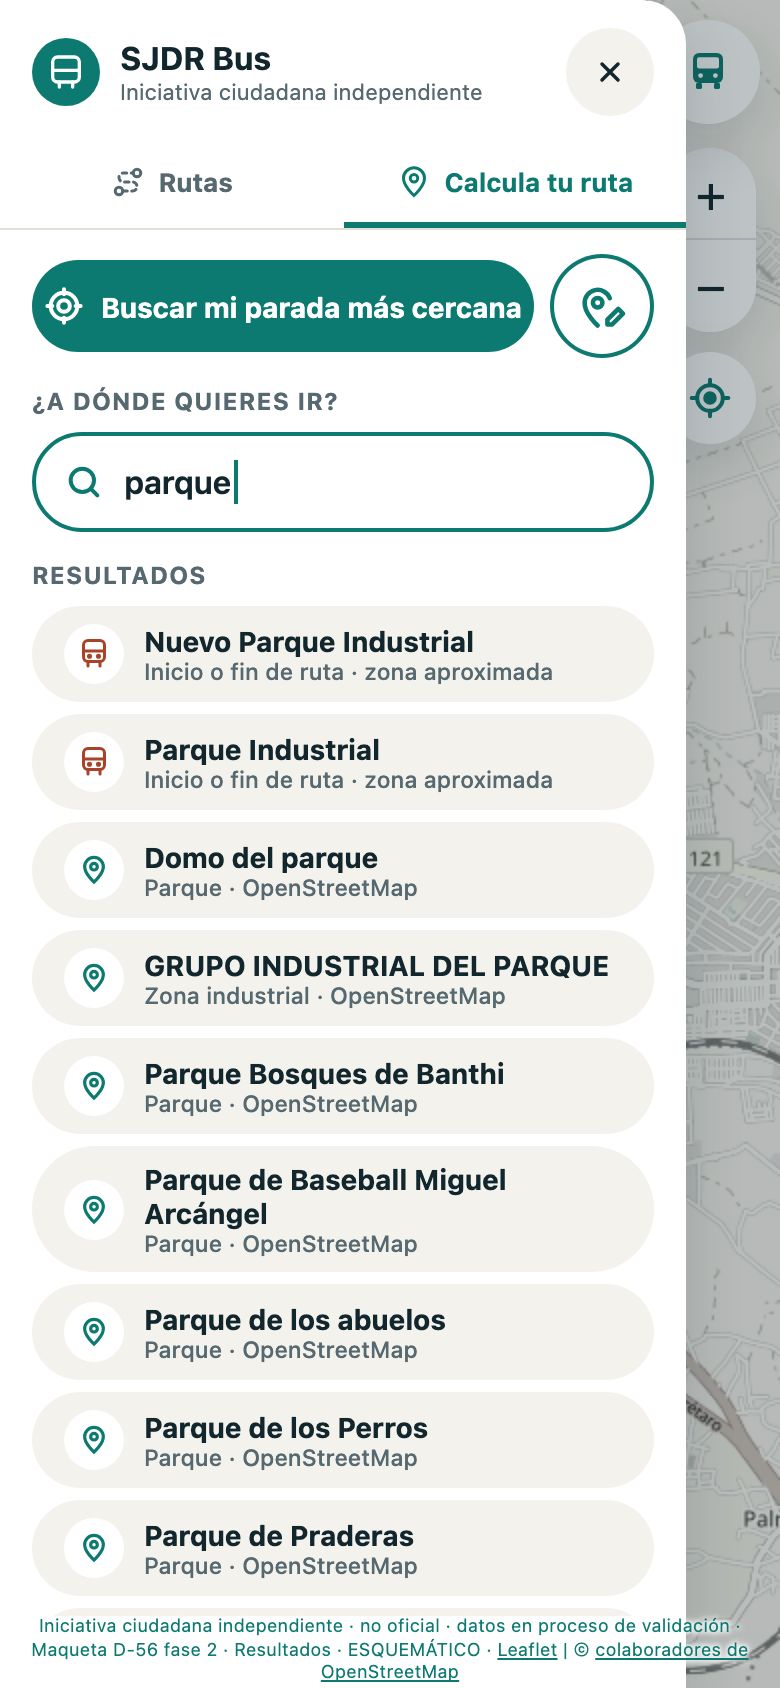 SJDR Bus
Iniciativa ciudadana independiente
Rutas
Calcula tu ruta
Buscar mi parada más cercana
¿A DÓNDE QUIERES IR?
parque
RESULTADOS
Nuevo Parque Industrial
Inicio o fin de ruta · zona aproximada
Parque Industrial
Inicio o fin de ruta · zona aproximada
Domo del parque
Parque · OpenStreetMap
121
GRUPO INDUSTRIAL DEL PARQUE
Zona industrial · OpenStreetMap
Parque Bosques de Banthi
Parque · OpenStreetMap
Parque de Baseball Miguel
Arcángel
Parque · OpenStreetMap
Parque de los abuelos
Parque · OpenStreetMap
Parque de los Perros
Parque · OpenStreetMap
Parque de Praderas
Parque · OpenStreetMap
Iniciativa ciudadana independiente · no oficial · datos en proceso de validación ·
Maqueta D-56 fase 2 · Resultados · ESQUEMÁTICO · Leaflet | © colaboradores de
OpenStreetMap